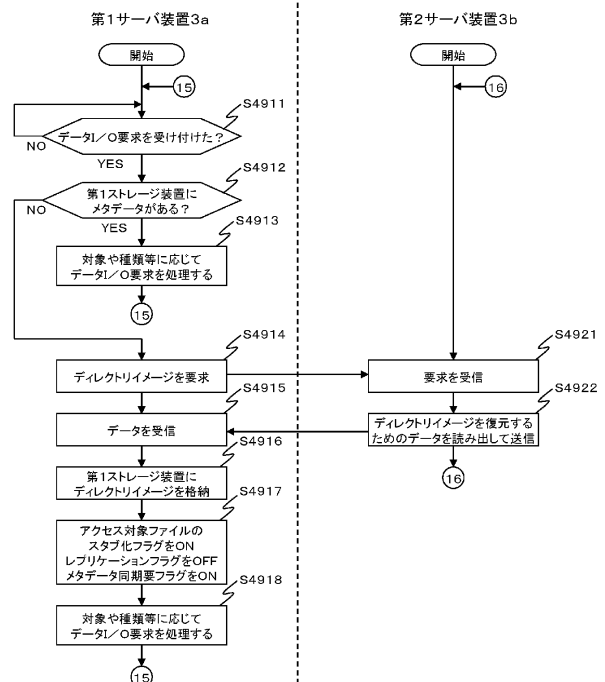 第1サーバ装置3a
第2サーバ装置3b
開始
開始
15
16
S4911
データI／O要求を受け付けた？
NO
YES
S4912
第1ストレージ装置に
メタデータがある？
NO
YES
S4913
対象や種類等に応じて
データI／O要求を処理する
15
S4914
S4921
ディレクトリイメージを要求
要求を受信
S4915
S4922
データを受信
ディレクトリイメージを復元する
ためのデータを読み出して送信
S4916
16
第1ストレージ装置に
ディレクトリイメージを格納
S4917
アクセス対象ファイルの
スタブ化フラグをON
レプリケーションフラグをOFF
メタデータ同期要フラグをON
S4918
対象や種類等に応じて
データI／O要求を処理する
15